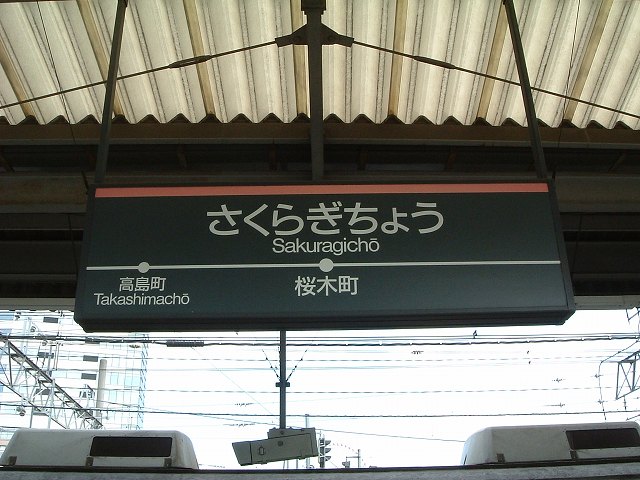 さくらぎちょう
Sakuragichō
高島町
Takashimachō
桜木町